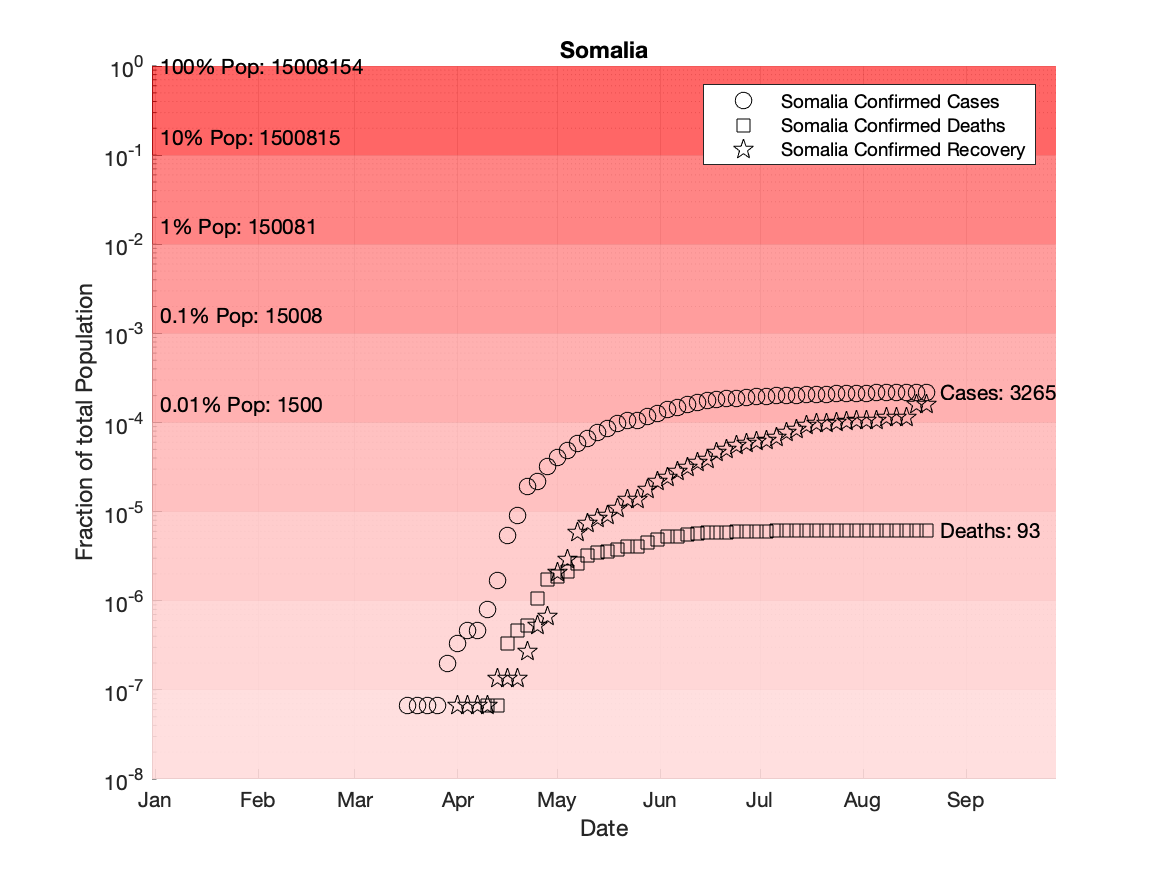 Somalia
10^0
100% Pop: 15008154
Somalia Confirmed Cases
Somalia Confirmed Deaths
Somalia Confirmed Recovery
10% Pop: 1500815
10^-1
1% Pop: 150081
10^-2
0.1% Pop: 15008
10^-3
0.01% Pop: 1500
10^-4
Cases: 3265
10^-5
Deaths: 93
10^-6
10^-7
10^-8
Fraction of total Population
Jan Feb Mar Apr May Jun Jul Aug Sep
Date